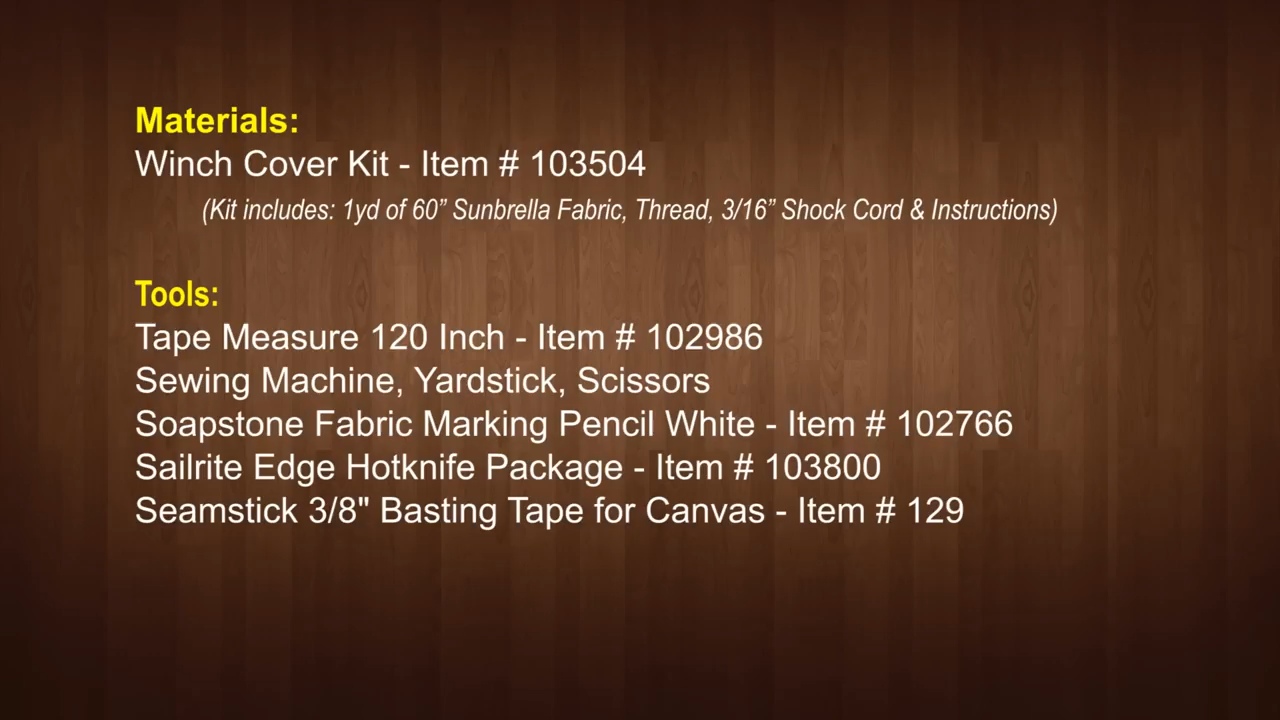 Materials:
Winch Cover Kit - Item # 103504
(Kit includes: 1yd of 60” Sunbrella Fabric, Thread, 3/16” Shock Cord & Instructions)
Tools:
Tape Measure 120 Inch - Item # 102986
Sewing Machine, Yardstick, Scissors
Soapstone Fabric Marking Pencil White - Item # 102766
Sailrite Edge Hotknife Package - Item # 103800
Seamstick 3/8" Basting Tape for Canvas - Item # 129